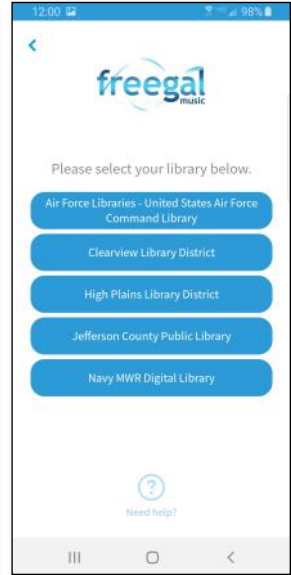 12:00
98%
freegal
music
Please select your library below.
Air Force Libraries - United States Air Force
Command Library
Clearview Library District
High Plains Library District
Jefferson County Public Library
Navy MWR Digital Library
?
Need help?